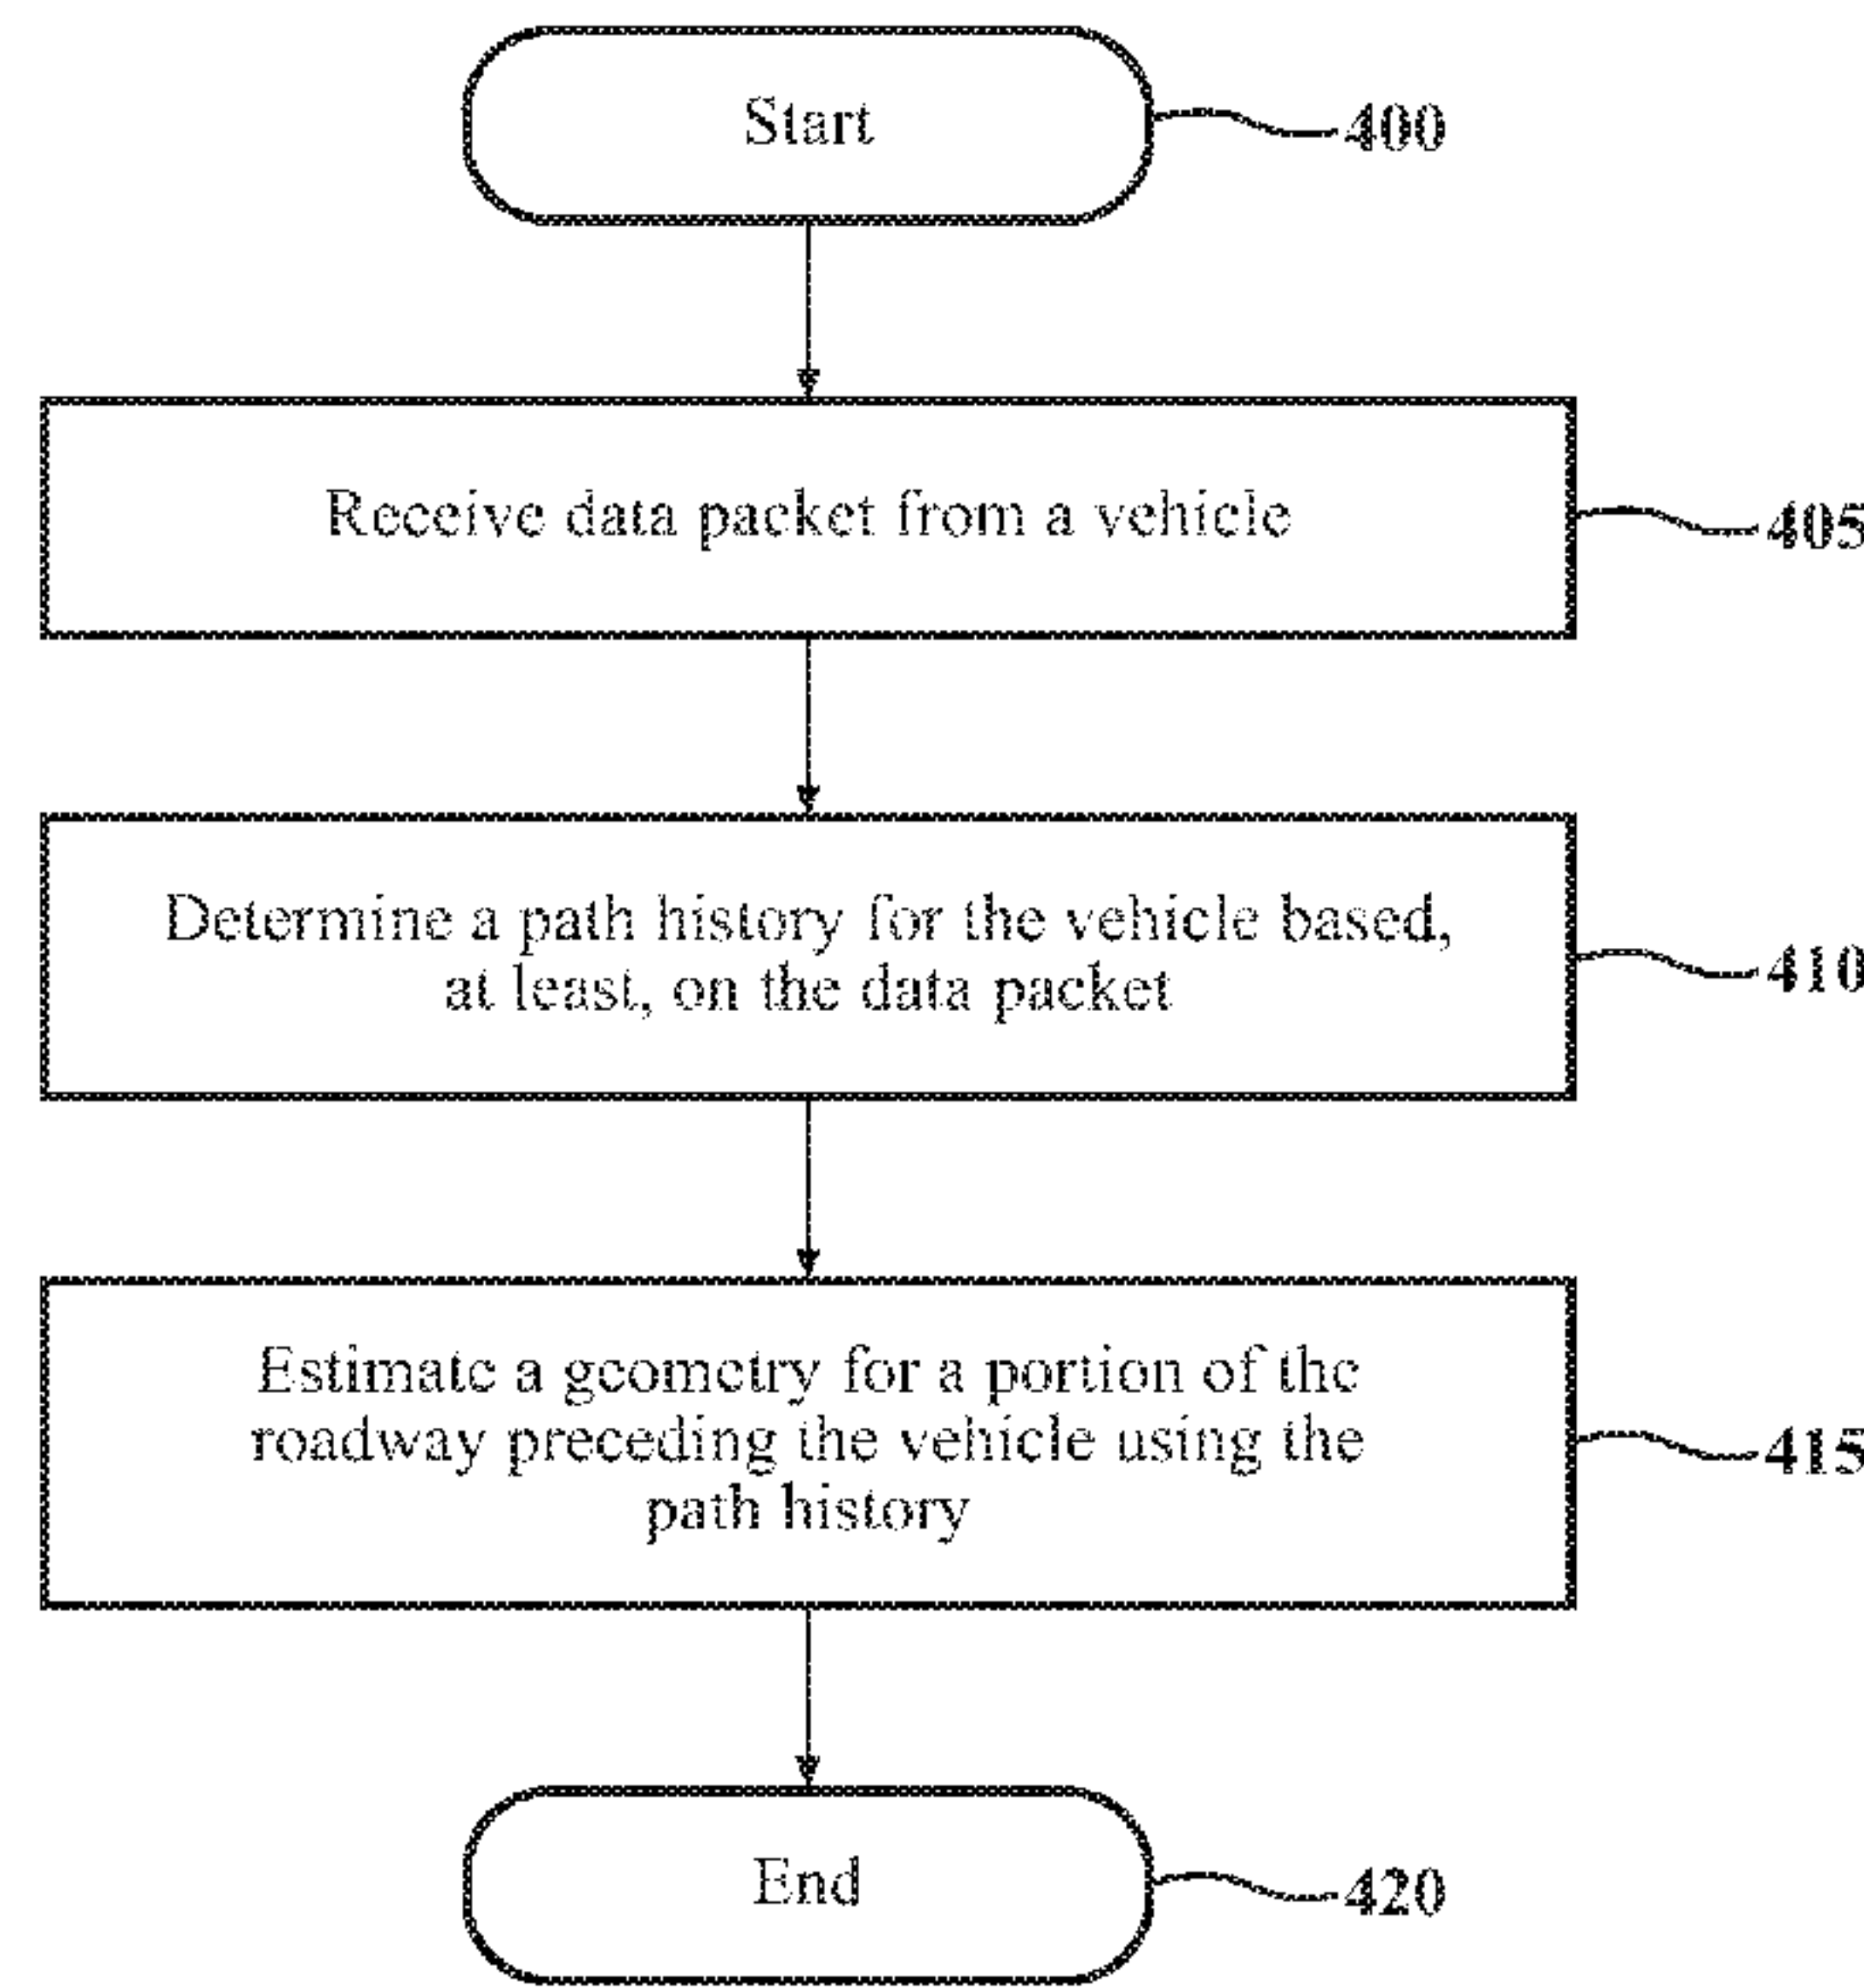 Start
400
Receive data packet from a vehicle
405
Determine a path history for the vehicle based,
at least, on the data packet
410
Estimate a geometry for a portion of the
roadway preceding the vehicle using the
path history
415
End
420